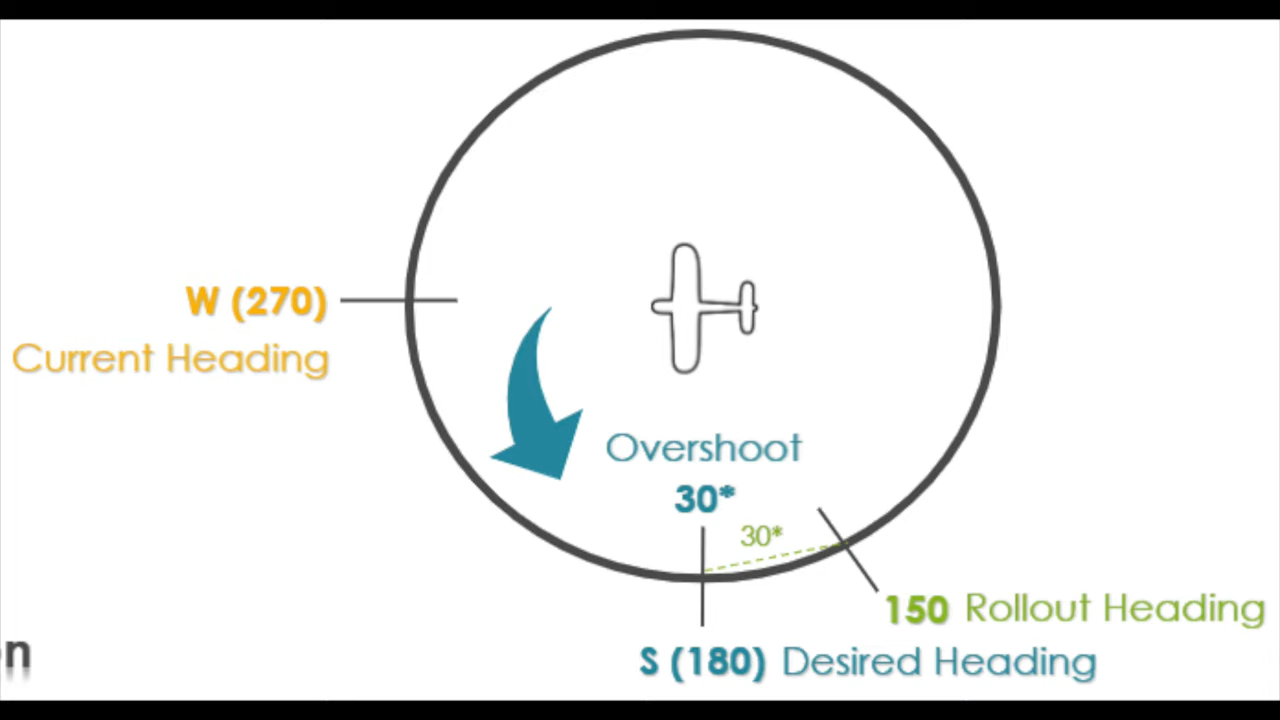 W (270)
Current Heading
Overshoot
30*
30*
150 Rollout Heading
S (180) Desired Heading
n